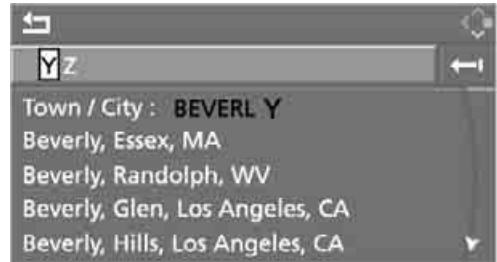 Y Z
Town / City : BEVERL Y
Beverly, Essex, MA
Beverly, Randolph, WV
Beverly, Glen, Los Angeles, CA
Beverly, Hills, Los Angeles, CA